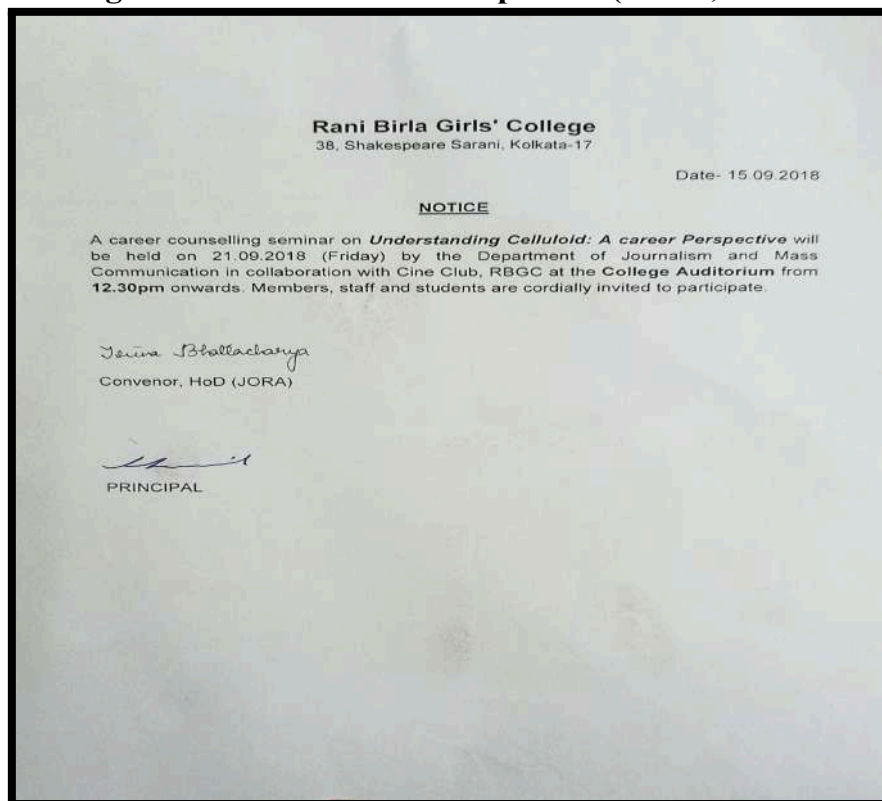 Rani Birla Girls' College
38, Shakespeare Sarani, Kolkata-17
Date- 15.09.2018
NOTICE
A career counselling seminar on Understanding Celluloid: A career Perspective will
be held on 21.09.2018 (Friday) by the Department of Journalism and Mass
Communication in collaboration with Cine Club, RBGC at the College Auditorium from
12.30pm onwards. Members, staff and students are cordially invited to participate.
Bhattacharya
Convenor, HoD (JORA)
PRINCIPAL